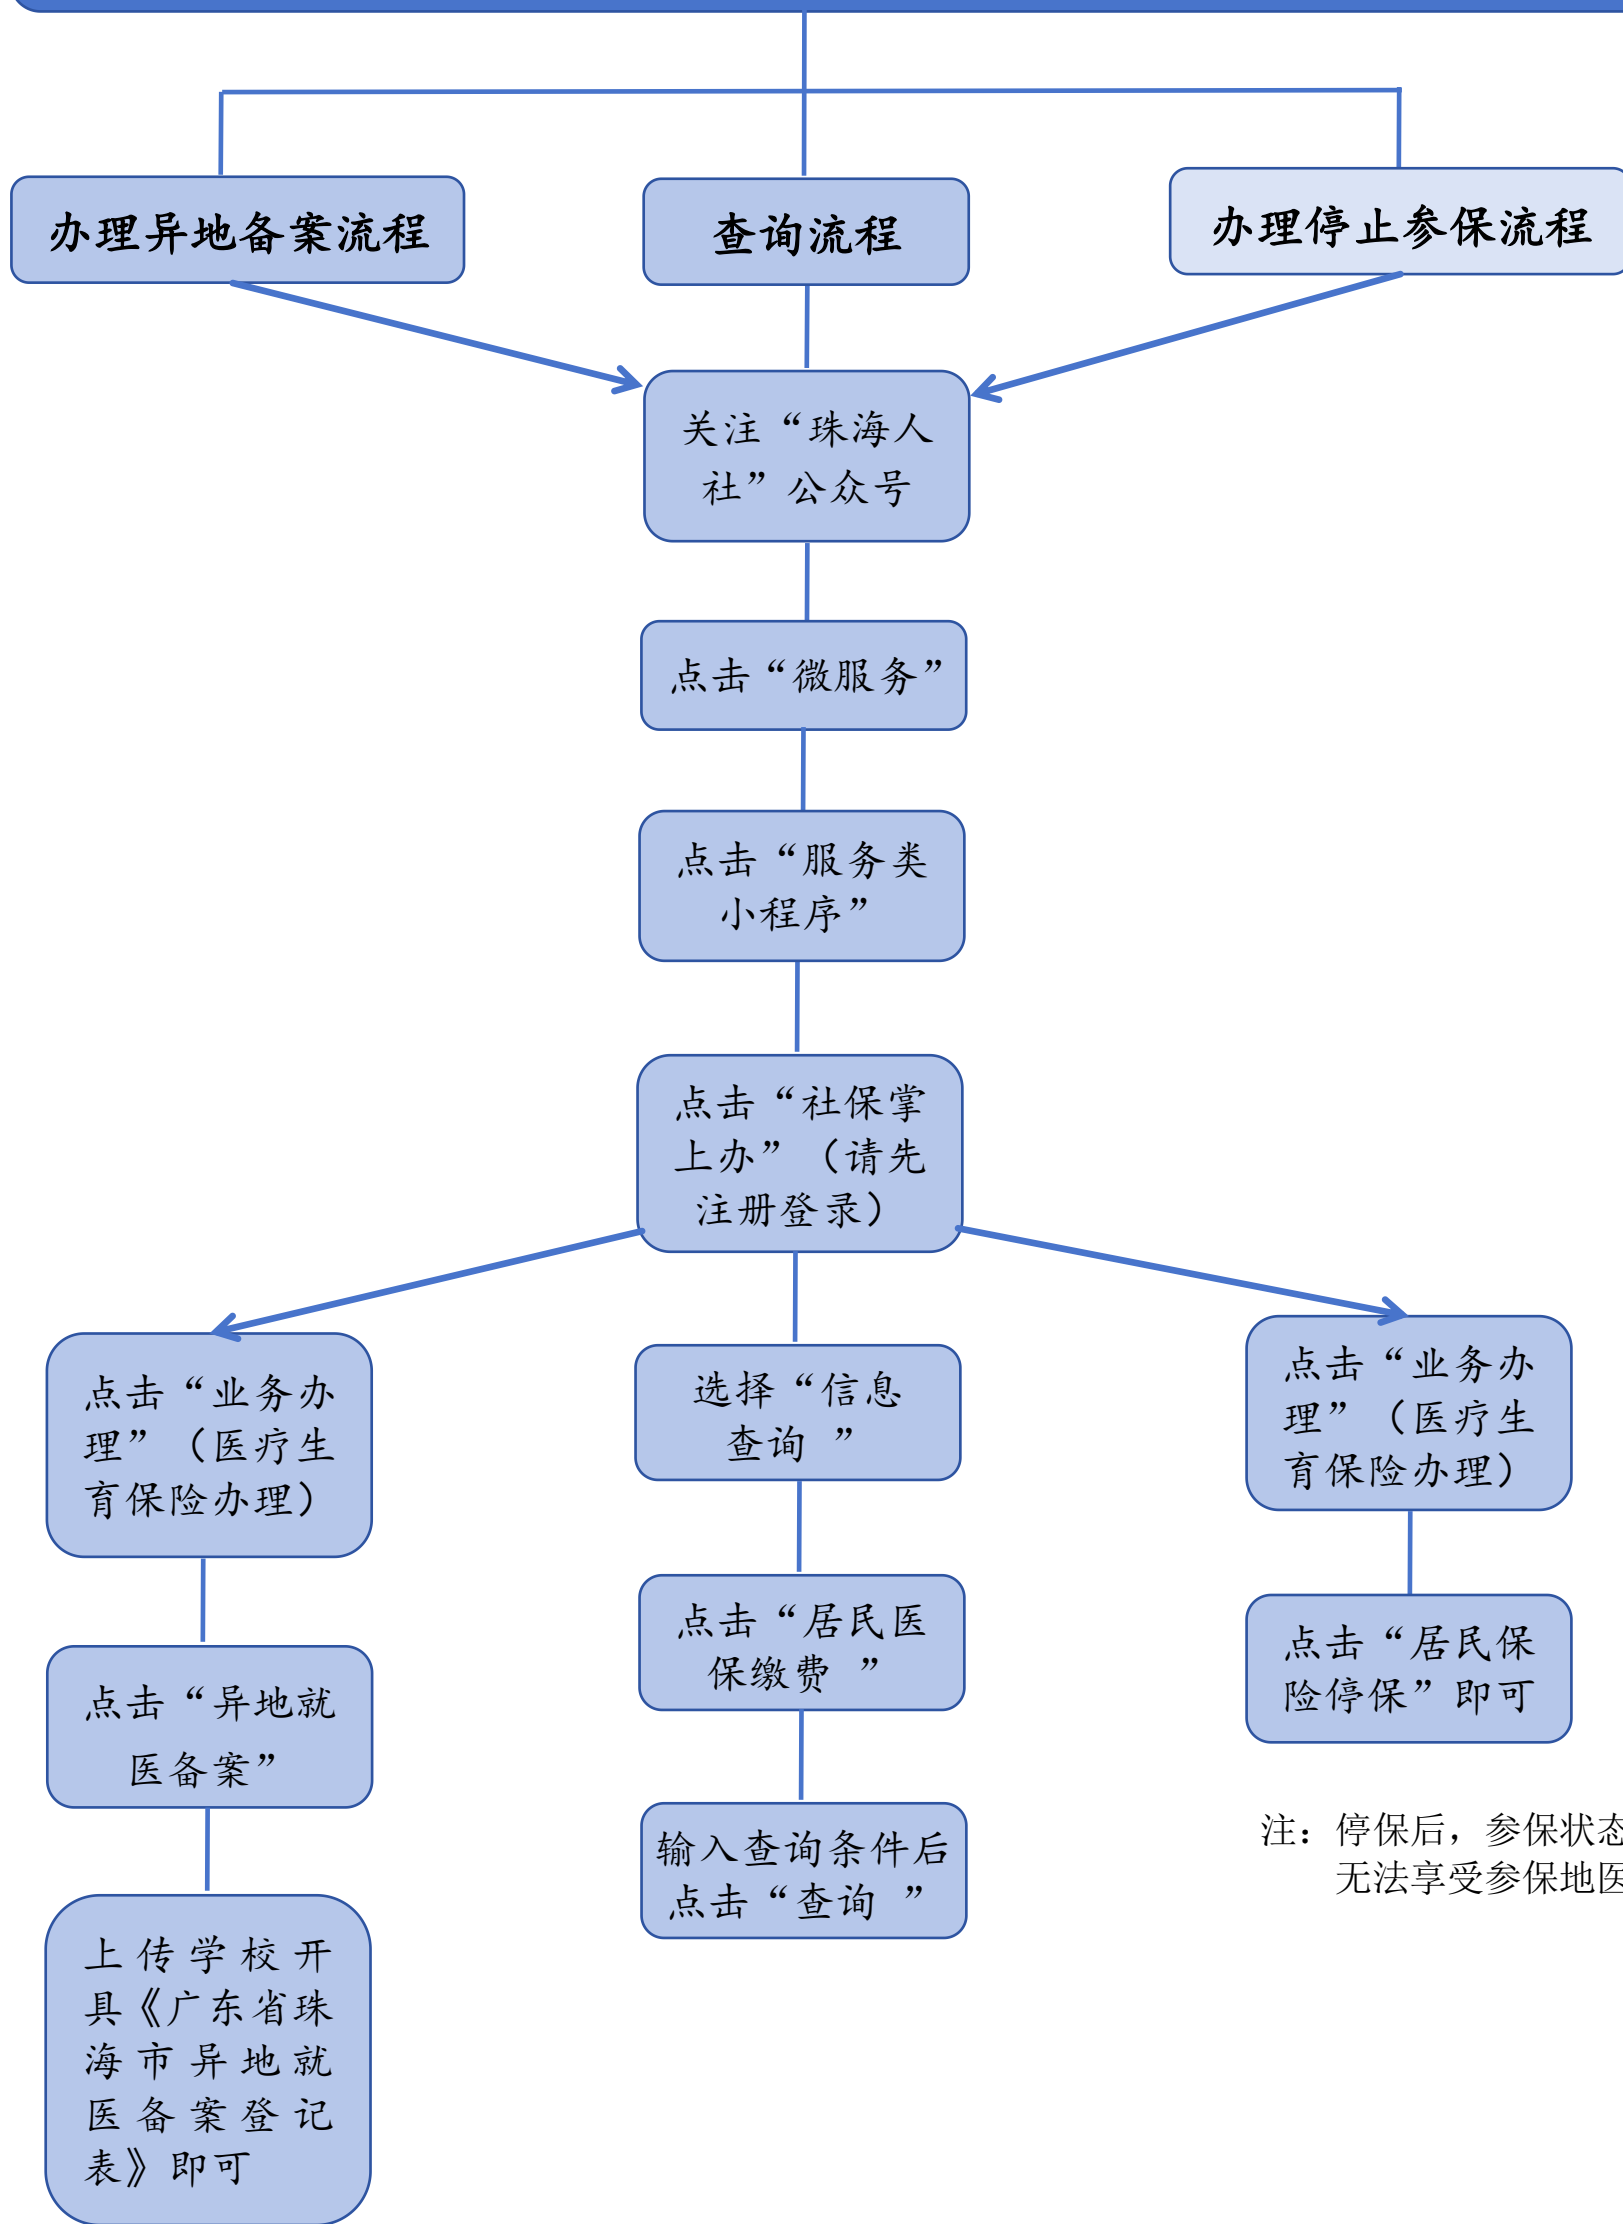 办理异地备案流程
查询流程
办理停止参保流程
关注“珠海人
社”公众号
点击“微服务”
点击“服务类
小程序”
点击“社保掌
上办”（请先
注册登录）
点击“业务办
理”（医疗生
育保险办理）
点击“异地就
医备案”
上传学校开
具《广东省珠
海市异地就
医备案登记
表》即可
选择“信息
查询 ”
点击“居民医
保缴费 ”
输入查询条件后
点击“查询 ”
点击“业务办
理”（医疗生
育保险办理）
点击“居民保
险停保”即可
注：停保后，参保状态
无法享受参保地医